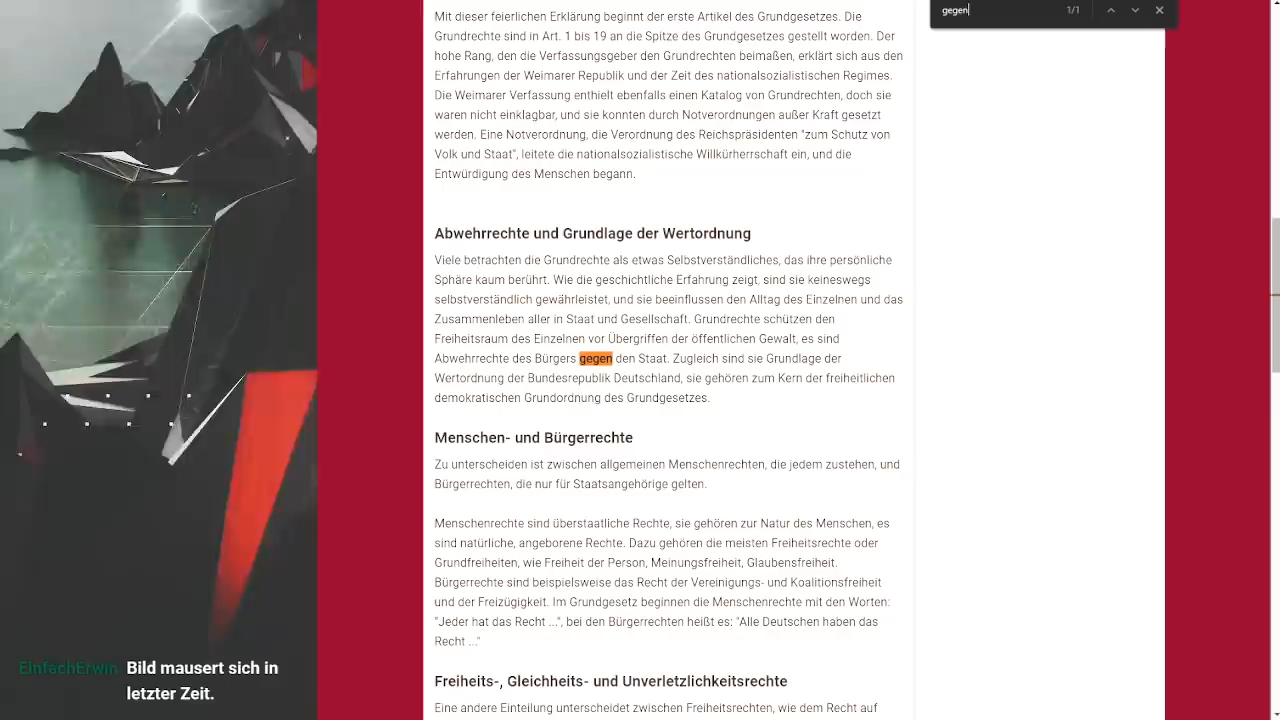 gegen 1/1
Mit dieser feierlichen Erklärung beginnt der erste Artikel des Grundgesetzes. Die
Grundrechte sind in Art. 1 bis 19 an die Spitze des Grundgesetzes gestellt worden. Der
hohe Rang, den die Verfassungsgeber den Grundrechten beimaßen, erklärt sich aus den
Erfahrungen der Weimarer Republik und der Zeit des nationalsozialistischen Regimes.
Die Weimarer Verfassung enthielt ebenfalls einen Katalog von Grundrechten, doch sie
waren nicht einklagbar, und sie konnten durch Notverordnungen außer Kraft gesetzt
werden. Eine Notverordnung, die Verordnung des Reichspräsidenten "zum Schutz von
Volk und Staat", leitete die nationalsozialistische Willkürherrschaft ein, und die
Entwürdigung des Menschen begann.
Abwehrrechte und Grundlage der Wertordnung
Viele betrachten die Grundrechte als etwas Selbstverständliches, das ihre persönliche
Sphäre kaum berührt. Wie die geschichtliche Erfahrung zeigt, sind sie keineswegs
selbstverständlich gewährleistet, und sie beeinflussen den Alltag des Einzelnen und das
Zusammenleben aller in Staat und Gesellschaft. Grundrechte schützen den
Freiheitsraum des Einzelnen vor Übergriffen der öffentlichen Gewalt, es sind
Abwehrrechte des Bürgers gegen den Staat. Zugleich sind sie Grundlage der
Wertordnung der Bundesrepublik Deutschland, sie gehören zum Kern der freiheitlichen
demokratischen Grundordnung des Grundgesetzes.
Menschen- und Bürgerrechte
Zu unterscheiden ist zwischen allgemeinen Menschenrechten, die jedem zustehen, und
Bürgerrechten, die nur für Staatsangehörige gelten.
Menschenrechte sind überstaatliche Rechte, sie gehören zur Natur des Menschen, es
sind natürliche, angeborene Rechte. Dazu gehören die meisten Freiheitsrechte oder
Grundfreiheiten, wie Freiheit der Person, Meinungsfreiheit, Glaubensfreiheit.
Bürgerrechte sind beispielsweise das Recht der Vereinigungs- und Koalitionsfreiheit
und der Freizügigkeit. Im Grundgesetz beginnen die Menschenrechte mit den Worten:
"Jeder hat das Recht ...", bei den Bürgerrechten heißt es: "Alle Deutschen haben das
Recht ..."
Freiheits-, Gleichheits- und Unverletzlichkeitsrechte
Eine andere Einteilung unterscheidet zwischen Freiheitsrechten, wie dem Recht auf
EinfachErwin Bild mausert sich in
letzter Zeit.